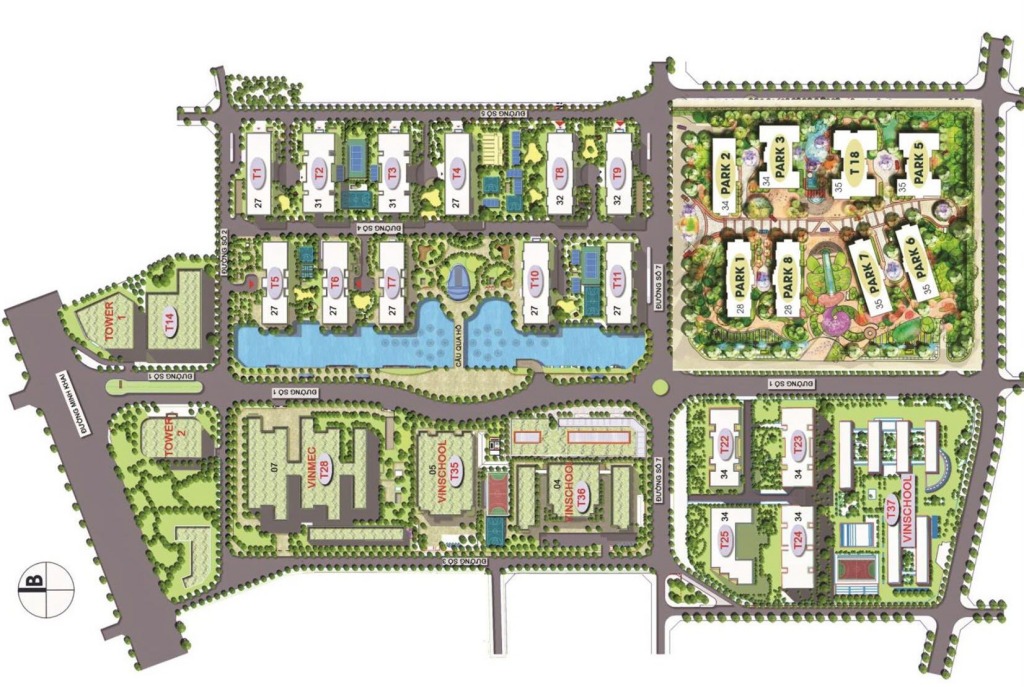 ĐƯỜNG SỐ 5
T1
27
T2
31
T3
31
T4
27
T8
32
T9
32
34
PARK 2
34
PARK 3
35
T 18
35
PARK 5
ĐƯỜNG SỐ 4
ĐƯỜNG SỐ 2
T5
27
T6
27
T7
27
T10
27
T11
27
ĐƯỜNG SỐ 7
28
PARK 1
28
PARK 8
35
PARK 7
35
PARK 6
CẦU QUA HỒ
TOWER
1
T14
ĐƯỜNG MINH KHAI
ĐƯỜNG SỐ 1
ĐƯỜNG SỐ 1
ĐƯỜNG SỐ 1
TOWER
2
07
VINMEC
T28
05
VINSCHOOL
T35
04
VINSCHOO
T36
ĐƯỜNG SỐ 7
T22
34
T23
34
T25
34
T24
34
T37
VINSCHOOL
ĐƯỜNG SỐ 3
B